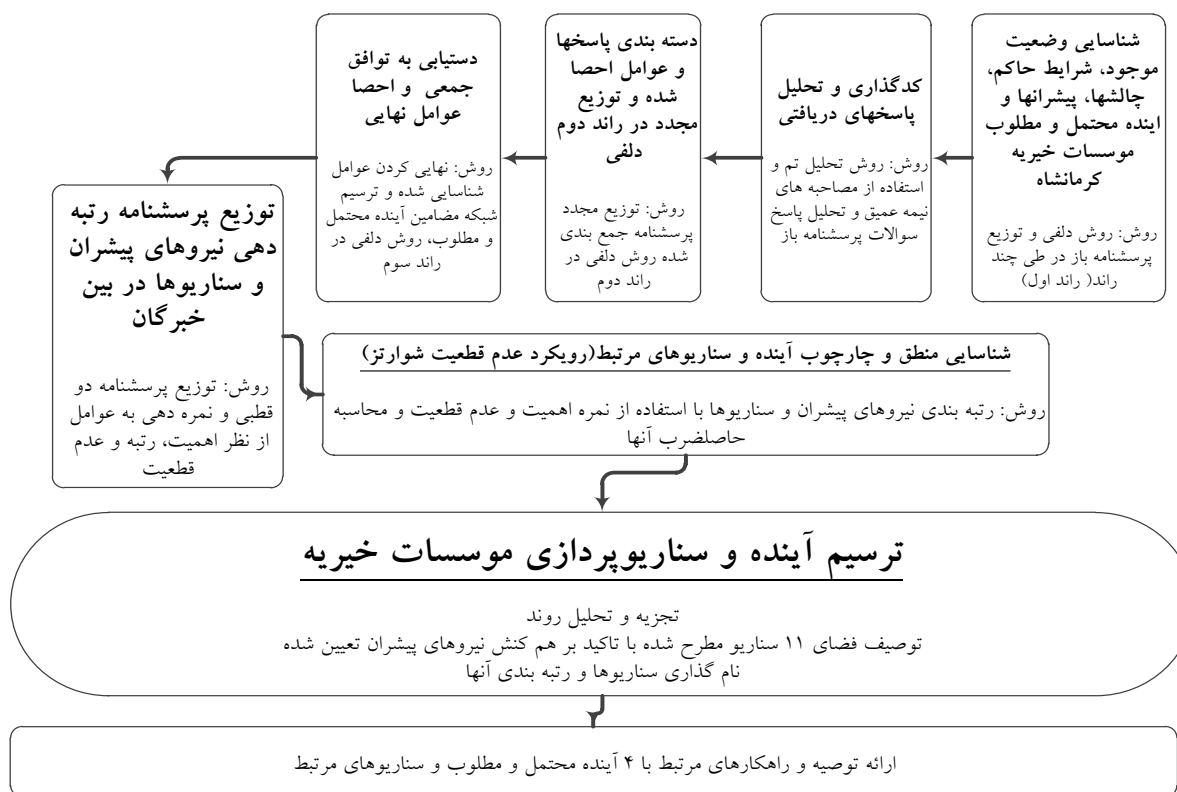 شناسایی وضعیت
موجود، شرایط حاکم،
چالشها، پیشرانها و
اینده محتمل و مطلوب
موسسات خیریه
کرمانشاه
روش: روش دلفی و توزیع
پرسشنامه باز در طی چند
راند( راند اول)
کدگذاری و تحلیل
پاسخهای دریافتی
روش: روش تحلیل تم و
استفاده از مصاحبه های
نیمه عمیق و تحلیل پاسخ
سوالات پرسشنامه باز
دسته بندی پاسخها
و عوامل احصا
شده و توزیع
مجدد در راند دوم
دلفی
روش: توزیع مجدد
پرسشنامه جمع بندی
شده روش دلفی در
راند دوم
دستیابی به توافق
جمعی و احصا
عوامل نهایی
روش: نهایی کردن عوامل
شناسایی شده و ترسیم
شبکه مضامین آینده محتمل
و مطلوب، روش دلفی در
راند سوم
توزیع پرسشنامه رتبه
دهی نیروهای پیشران
و سناریوها در بین
خبرگان
روش: توزیع پرسشنامه دو
قطبی و نمره دهی به عوامل
از نظر اهمیت، رتبه و عدم
قطعیت
شناسایی منطق و چارچوب آینده و سناریوهای مرتبط(رویکرد عدم قطعیت شوارتز)
روش: رتبه بندی نیروهای پیشران و سناریوها با استفاده از نمره اهمیت و عدم قطعیت و محاسبه
حاصلضرب آنها
ترسیم آینده و سناریوپردازی موسسات خیریه
تجزیه و تحلیل روند
توصیف فضای ۱۱ سناریو مطرح شده با تاکید بر هم کنش نیروهای پیشران تعیین شده
نام گذاری سناریوها و رتبه بندی آنها
ارائه توصیه و راهکارهای مرتبط با ۴ آینده محتمل و مطلوب و سناریوهای مرتبط